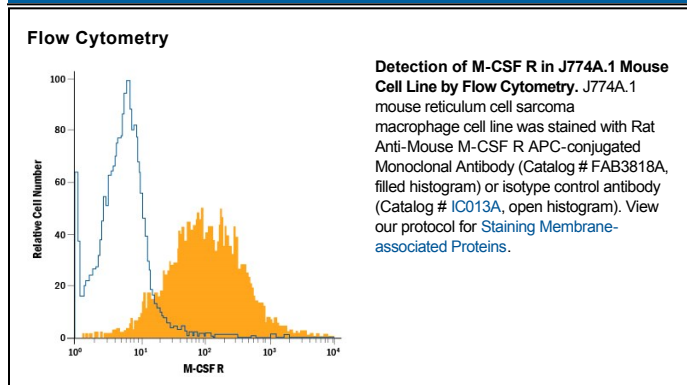 Flow Cytometry
100
80
60
40
20
0
Relative Cell Number
10⁰
10¹
10²
10³
10⁴
M-CSF R
Detection of M-CSF R in J774A.1 Mouse
Cell Line by Flow Cytometry. J774A.1
mouse reticulum cell sarcoma
macrophage cell line was stained with Rat
Anti-Mouse M-CSF R APC-conjugated
Monoclonal Antibody (Catalog # FAB3818A,
filled histogram) or isotype control antibody
(Catalog # IC013A, open histogram). View
our protocol for Staining Membrane-
associated Proteins.